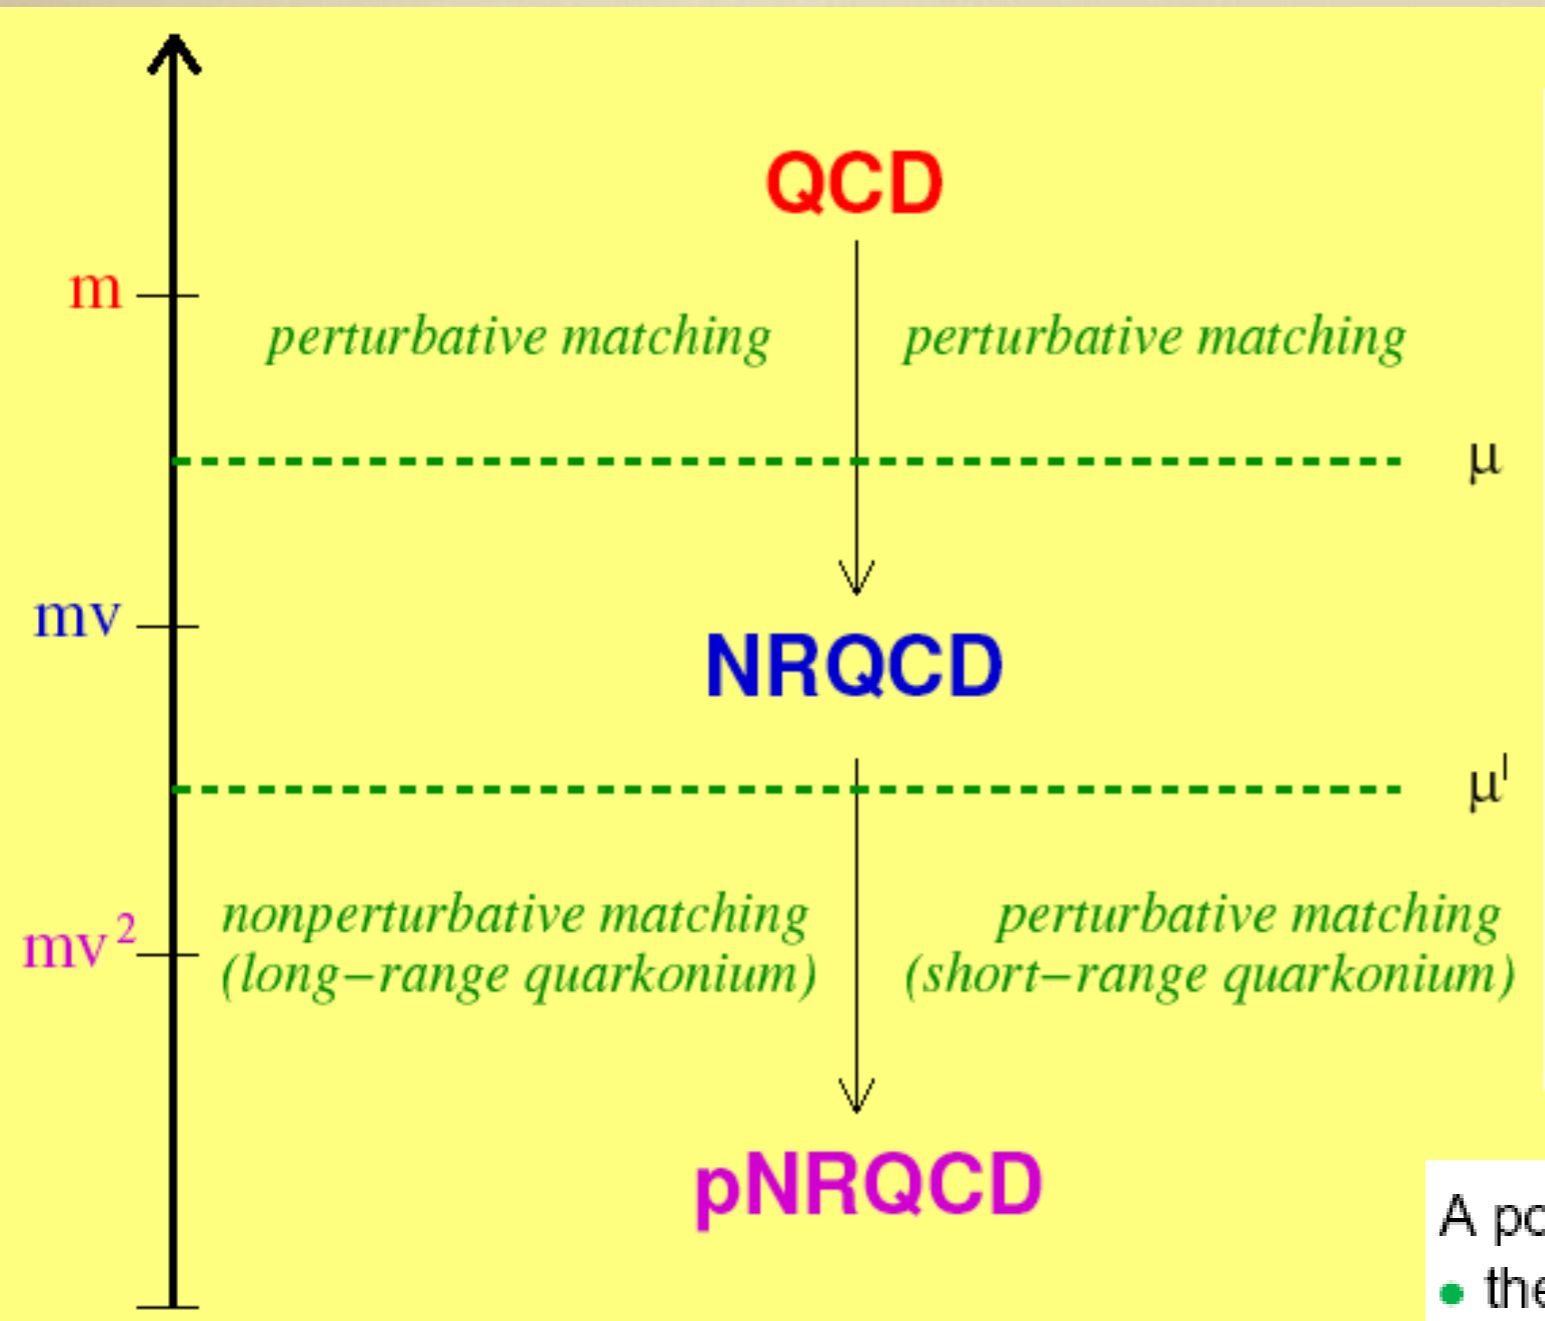 QCD
m
perturbative matching perturbative matching
μ
mv
NRQCD
μ'
nonperturbative matching perturbative matching
mv²
(long−range quarkonium) (short−range quarkonium)
pNRQCD
A